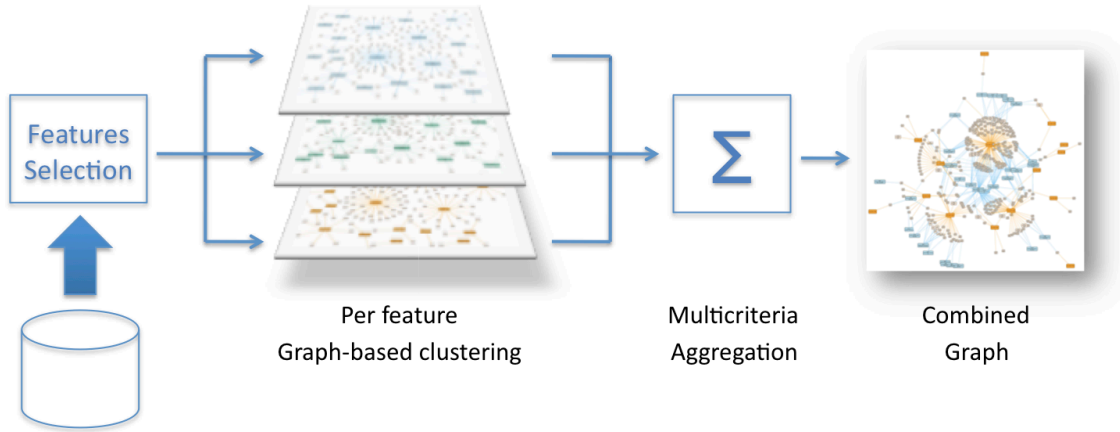 Features
Selection
Σ
Per feature
Graph-based clustering
Multicriteria
Aggregation
Combined
Graph